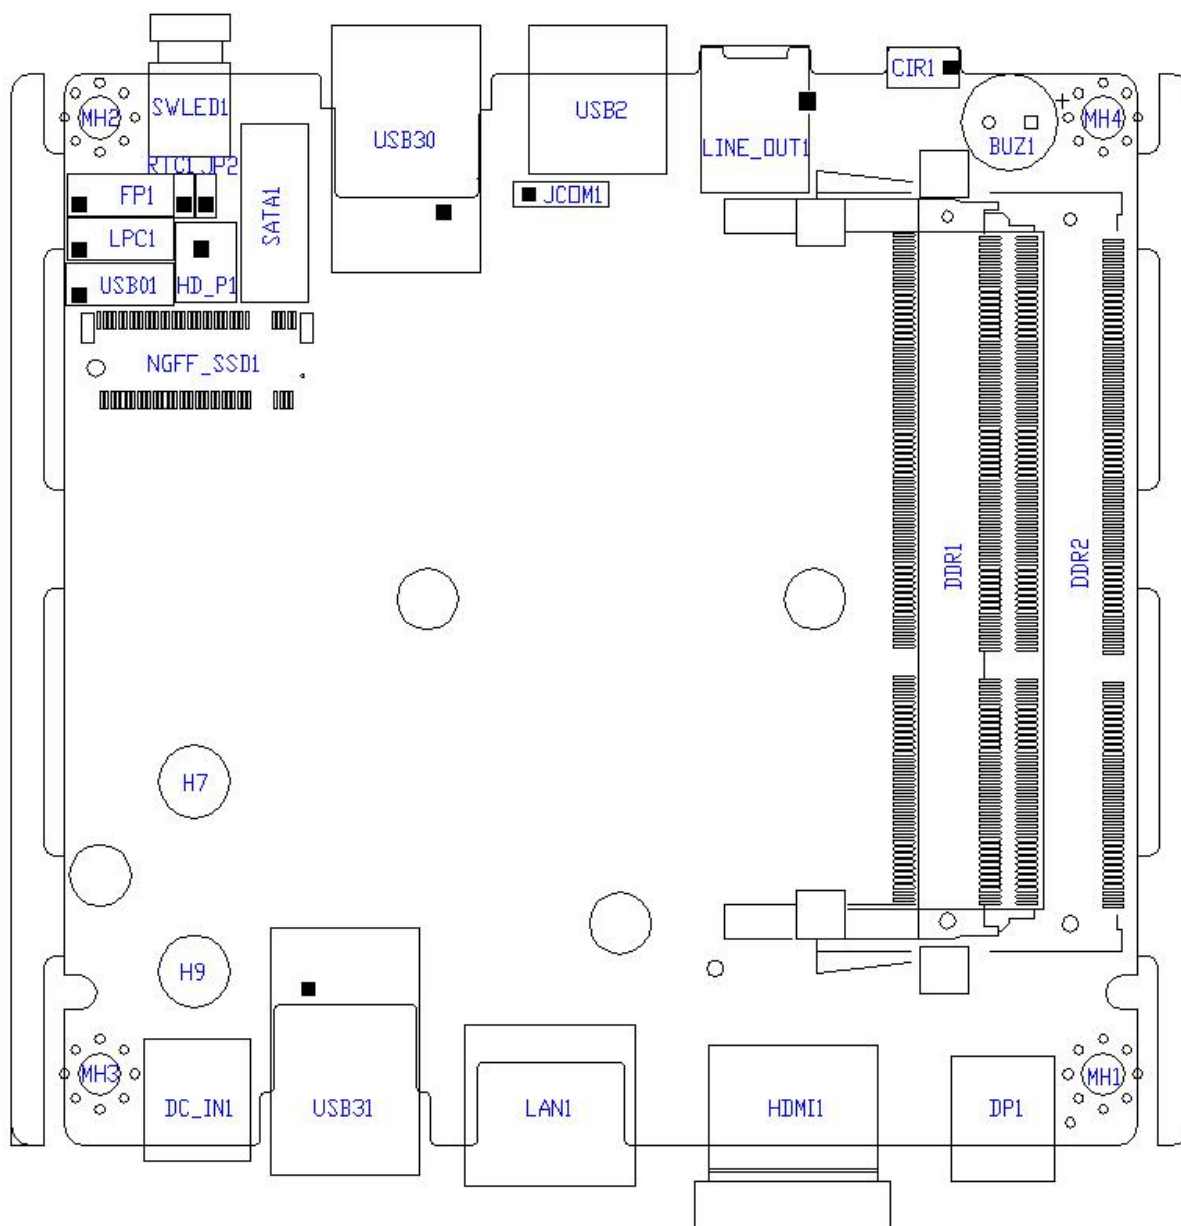 CIR1
SWLED1
USB2
MH2
MH4
USB30
LINE_OUT1
BUZ1
+
RTC1
JP2
FP1
JCOM1
SATA1
LPC1
USB01
HD_P1
NGFF_SSD1
DDR1
DDR2
H7
H9
MH3
MH1
DC_IN1
USB31
LAN1
HDMI1
DP1